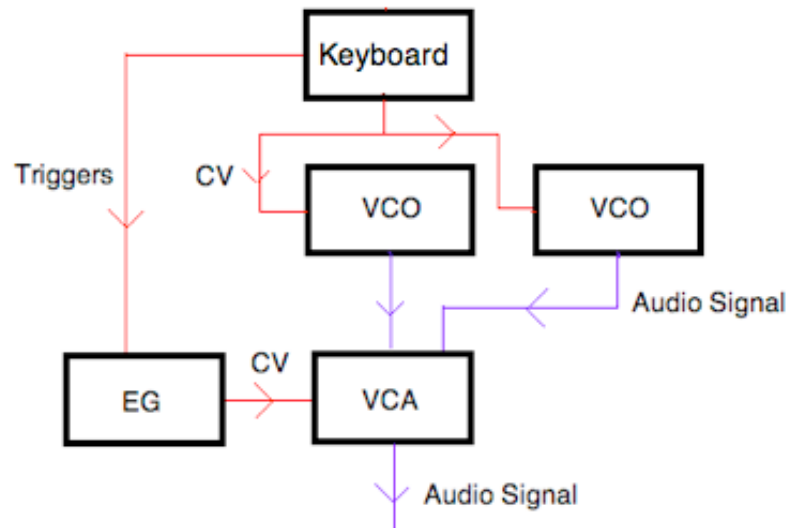 Keyboard
Triggers
CV
VCO
VCO
Audio Signal
CV
EG
VCA
Audio Signal